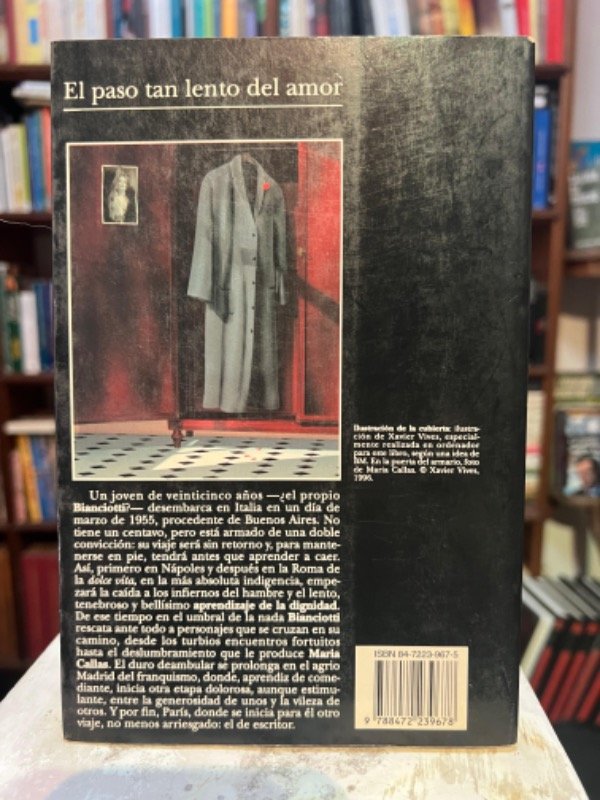 El paso tan lento del amor
Ilustración de la cubierta: ilustra-
ción de Xavier Vives, especial-
mente realizada en ordenador
para este libro, según una idea de
BM. En la puerta del armario, foto
de Maria Callas. © Xavier Vives,
1996.
Un joven de veinticinco años —¿el propio
Bianciotti?— desembarca en Italia en un día de
marzo de 1955, procedente de Buenos Aires. No
tiene un centavo, pero está armado de una doble
convicción: su viaje será sin retorno y, para mante-
nerse en pie, tendrá antes que aprender a caer.
Así, primero en Nápoles y después en la Roma de
la dolce vita, en la más absoluta indigencia, empe-
zará la caída a los infiernos del hambre y el lento,
tenebroso y bellísimo aprendizaje de la dignidad.
De ese tiempo en el umbral de la nada Bianciotti
rescata ante todo a personajes que se cruzan en su
camino, desde los turbios encuentros fortuitos
hasta el deslumbramiento que le produce Maria
Callas. El duro deambular se prolonga en el agrio
Madrid del franquismo, donde, aprendiz de come-
diante, inicia otra etapa dolorosa, aunque estimu-
lante, entre la generosidad de unos y la vileza de
otros. Y por fin, París, donde se inicia para él otro
viaje, no menos arriesgado: el de escritor.
ISBN 84-7223-967-5
9 788472 239678